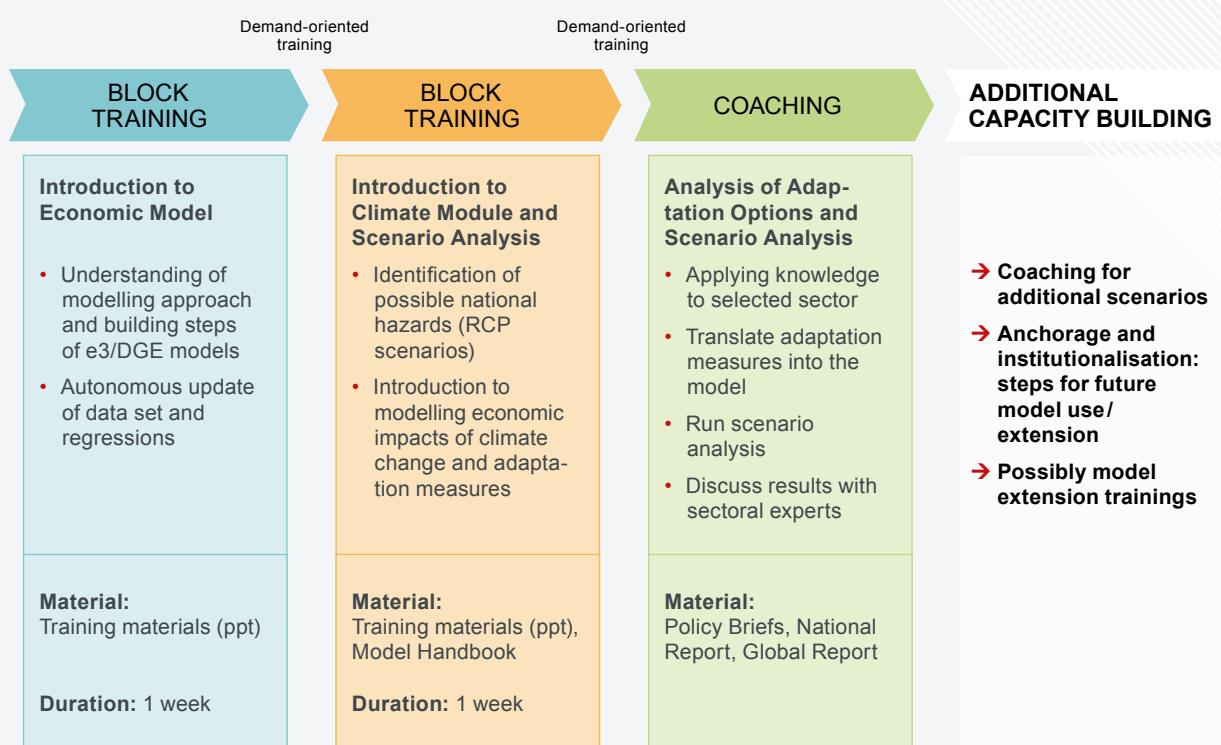 Demand-oriented
training
Demand-oriented
training
BLOCK
TRAINING
BLOCK
TRAINING
COACHING
ADDITIONAL
CAPACITY BUILDING
Introduction to
Economic Model
• Understanding of
modelling approach
and building steps
of e3/DGE models
• Autonomous update
of data set and
regressions
Material:
Training materials (ppt)
Duration: 1 week
Introduction to
Climate Module and
Scenario Analysis
• Identification of
possible national
hazards (RCP
scenarios)
• Introduction to
modelling economic
impacts of climate
change and adapta-
tion measures
Material:
Training materials (ppt),
Model Handbook
Duration: 1 week
Analysis of Adap-
tation Options and
Scenario Analysis
• Applying knowledge
to selected sector
• Translate adaptation
measures into the
model
• Run scenario
analysis
• Discuss results with
sectoral experts
Material:
Policy Briefs, National
Report, Global Report
→ Coaching for
additional scenarios
→ Anchorage and
institutionalisation:
steps for future
model use/
extension
→ Possibly model
extension trainings